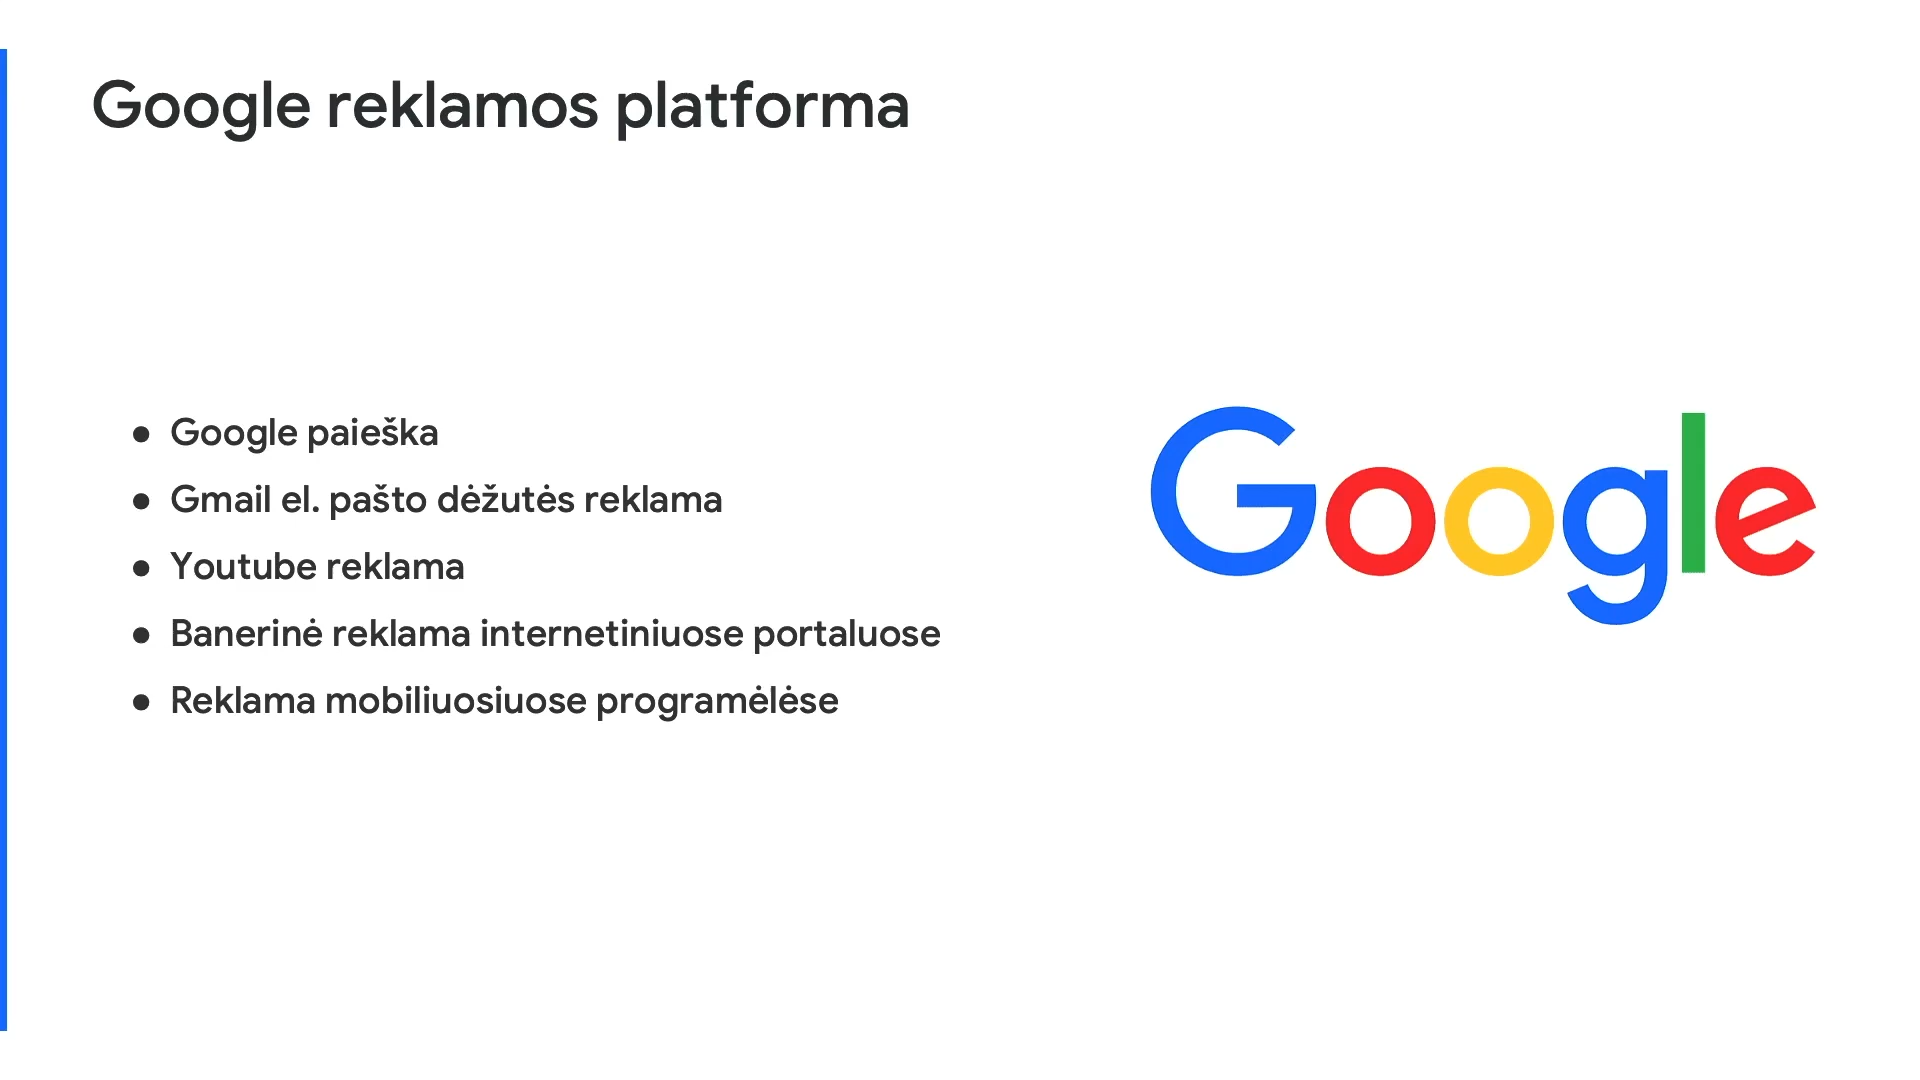 Google reklamos platforma
● Google paieška
● Gmail el. pašto dėžutės reklama
● Youtube reklama
● Banerinė reklama internetiniuose portaluose
● Reklama mobiliuosiuose programėlėse
Google